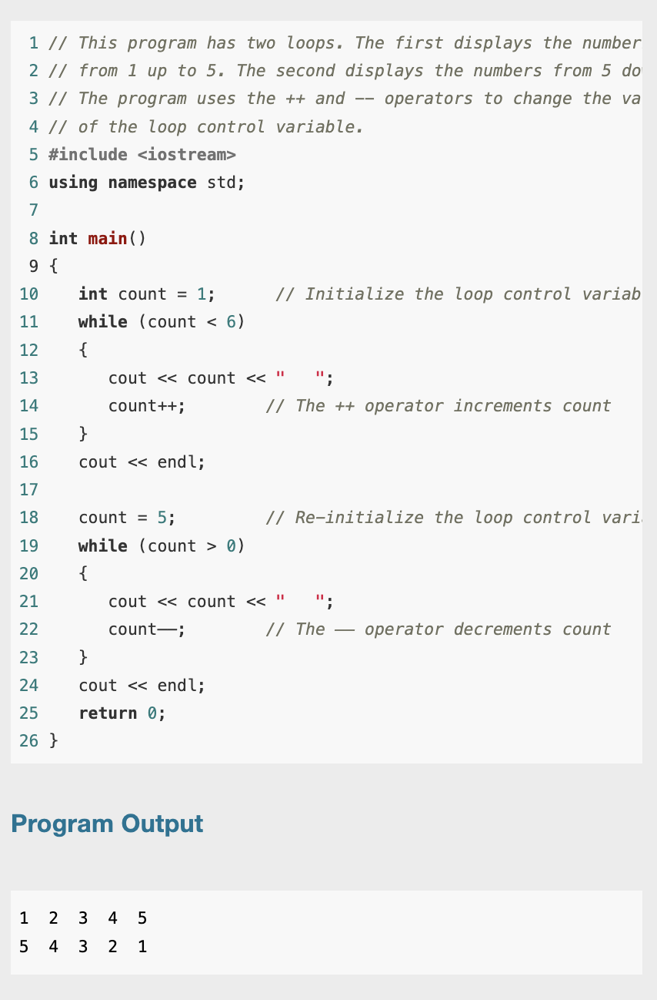 1 // This program has two loops. The first displays the number
2 // from 1 up to 5. The second displays the numbers from 5
3 // The program uses the ++ and -- operators to change the
4 // of the loop control variable.
5 #include <iostream>
6 using namespace std;
7
8 int main()
9 {
10    int count = 1;      // Initialize the loop control
11    while (count < 6)
12    {
13       cout << count << "   ";
14       count++;        // The ++ operator increments count
15    }
16    cout << endl;
17
18    count = 5;         // Re-initialize the loop control
19    while (count > 0)
20    {
21       cout << count << "   ";
22       count——;        // The —— operator decrements count
23    }
24    cout << endl;
25    return 0;
26 }
Program Output
1  2  3  4  5
5  4  3  2  1